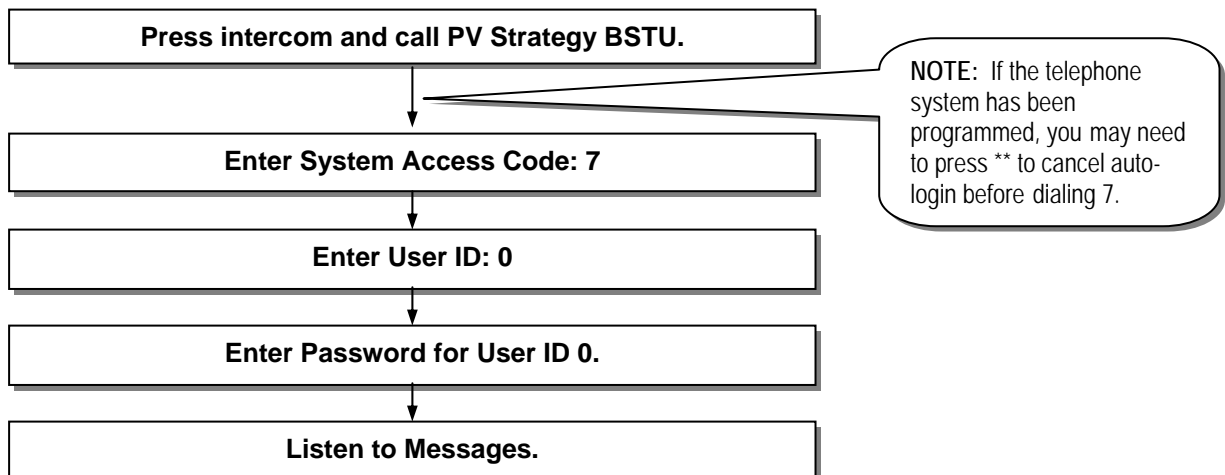 Press intercom and call PV Strategy BSTU.
NOTE: If the telephone
system has been
programmed, you may need
to press ** to cancel auto-
login before dialing 7.
Enter System Access Code: 7
Enter User ID: 0
Enter Password for User ID 0.
Listen to Messages.